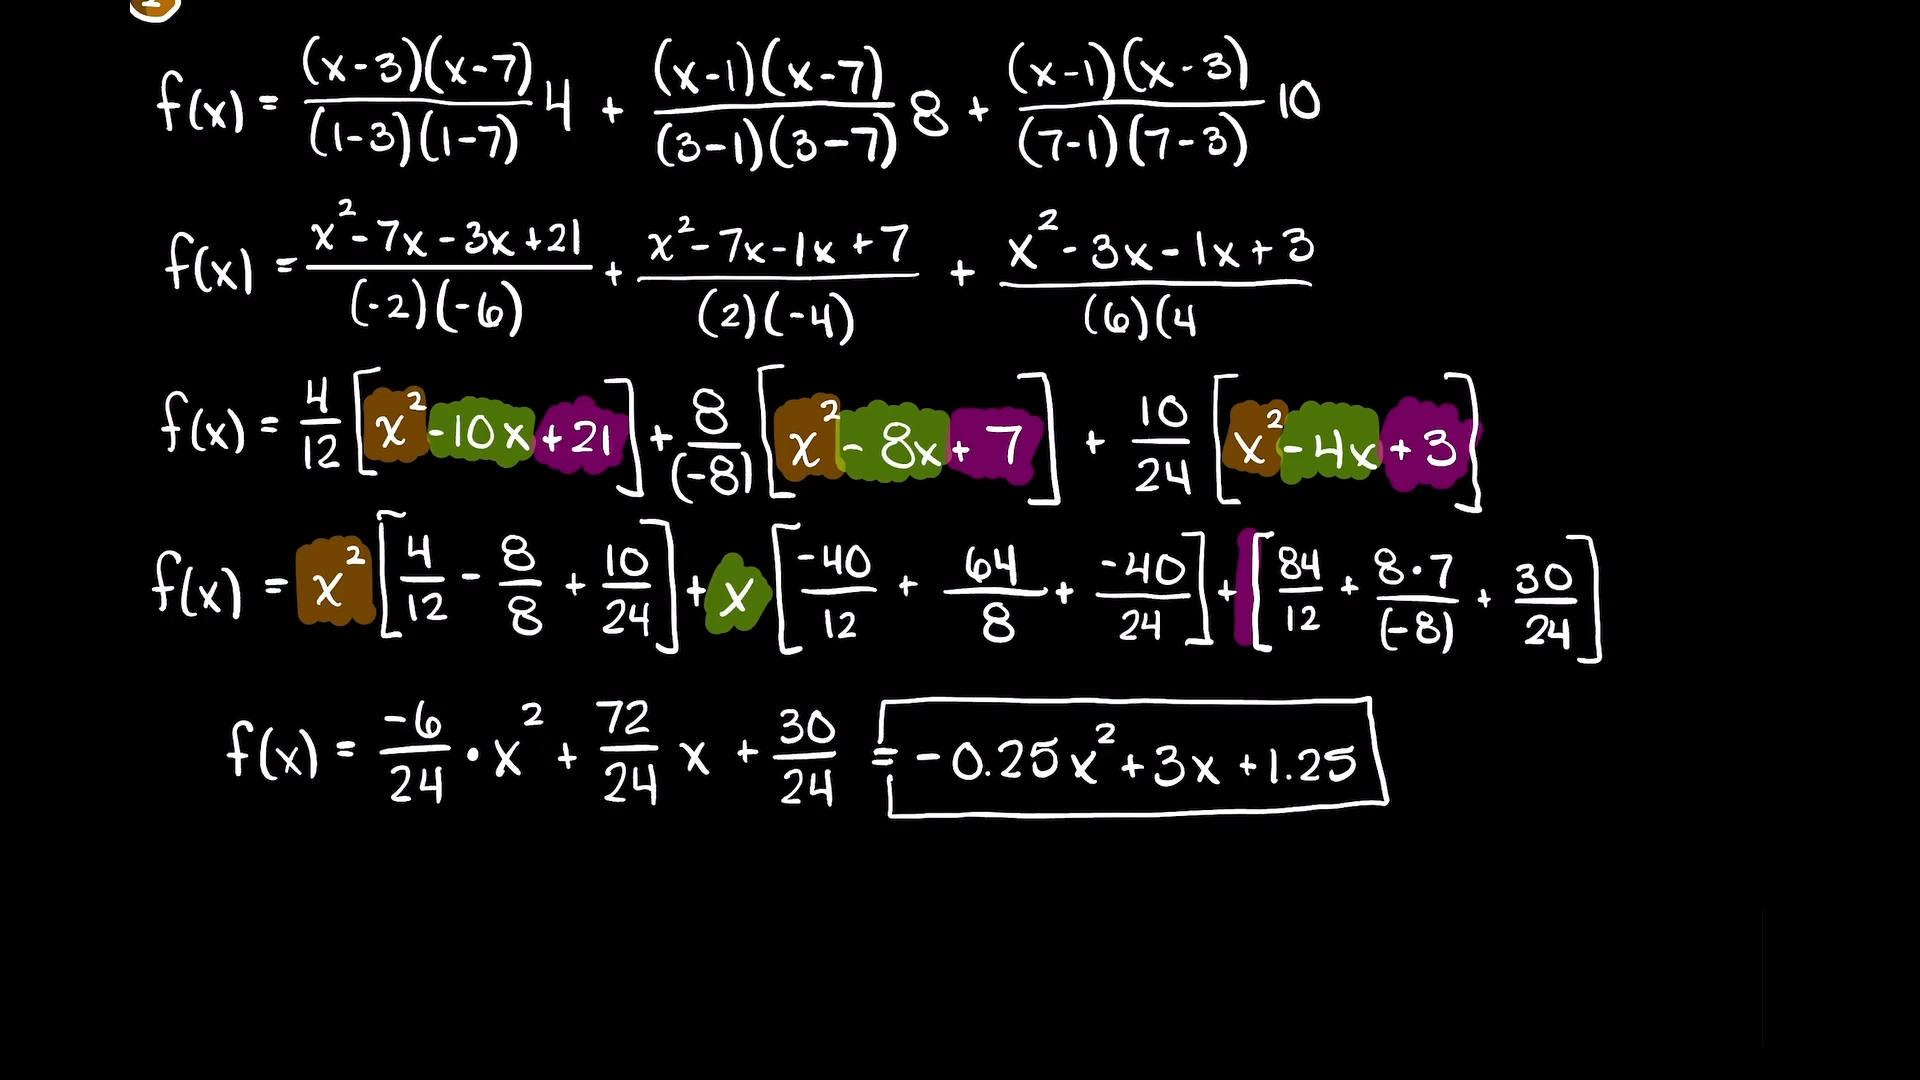 f(x) = (x-3)(x-7)/(1-3)(1-7) 4 + (x-1)(x-7)/(3-1)(3-7) 8 + (x-1)(x-3)/(7-1)(7-3) 10
f(x) = x²-7x-3x+21/(-2)(-6) + x²-7x-1x+7/(2)(-4) + x²-3x-1x+3/(6)(4
f(x) = 4/12 [x²-10x+21] + 8/(-8) [x²-8x+7] + 10/24 [x²-4x+3]
f(x) = x² [4/12 - 8/8 + 10/24] + x [-40/12 + 64/8 + -40/24] + [84/12 + 8·7/(-8) + 30/24]
f(x) = -6/24 · x² + 72/24 x + 30/24 = -0.25x²+3x+1.25